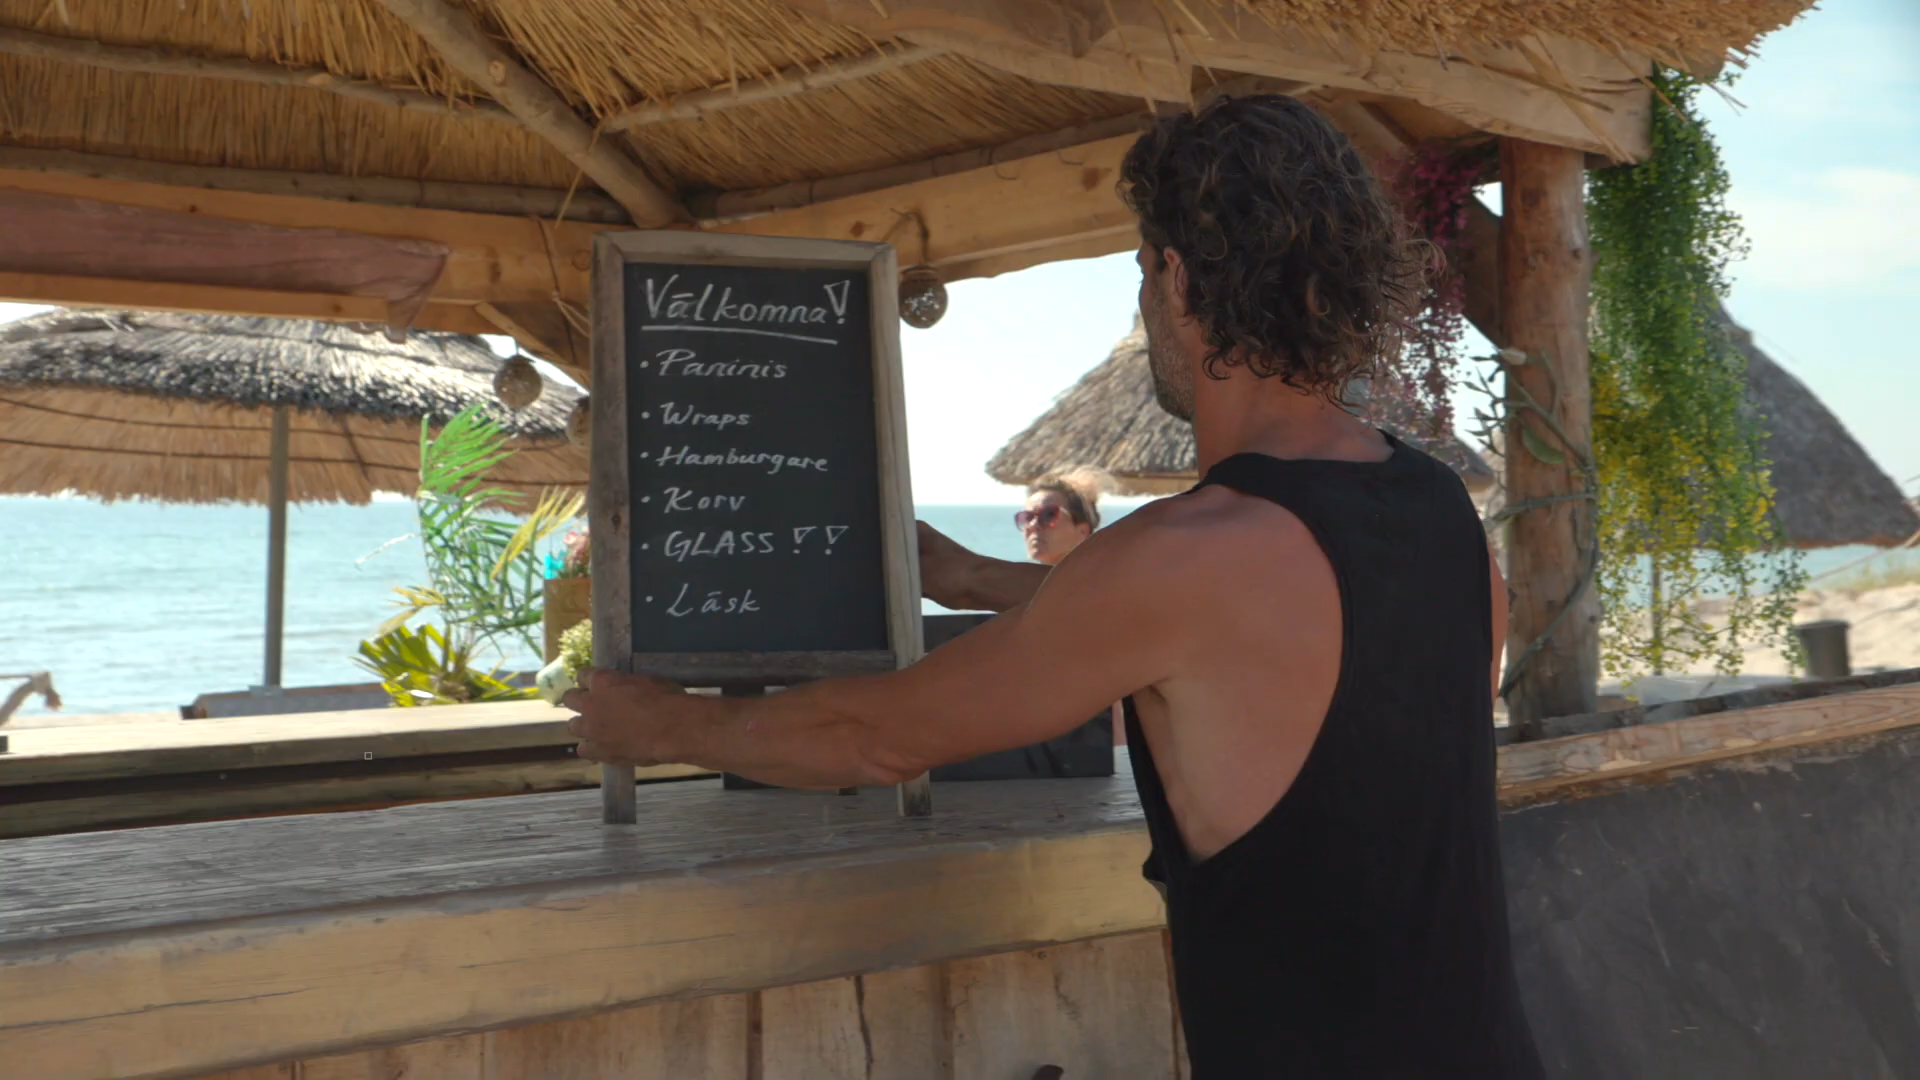 Välkomna!
• Paninis
• Wraps
• Hamburgare
• Korv
• GLASS !!
• Läsk